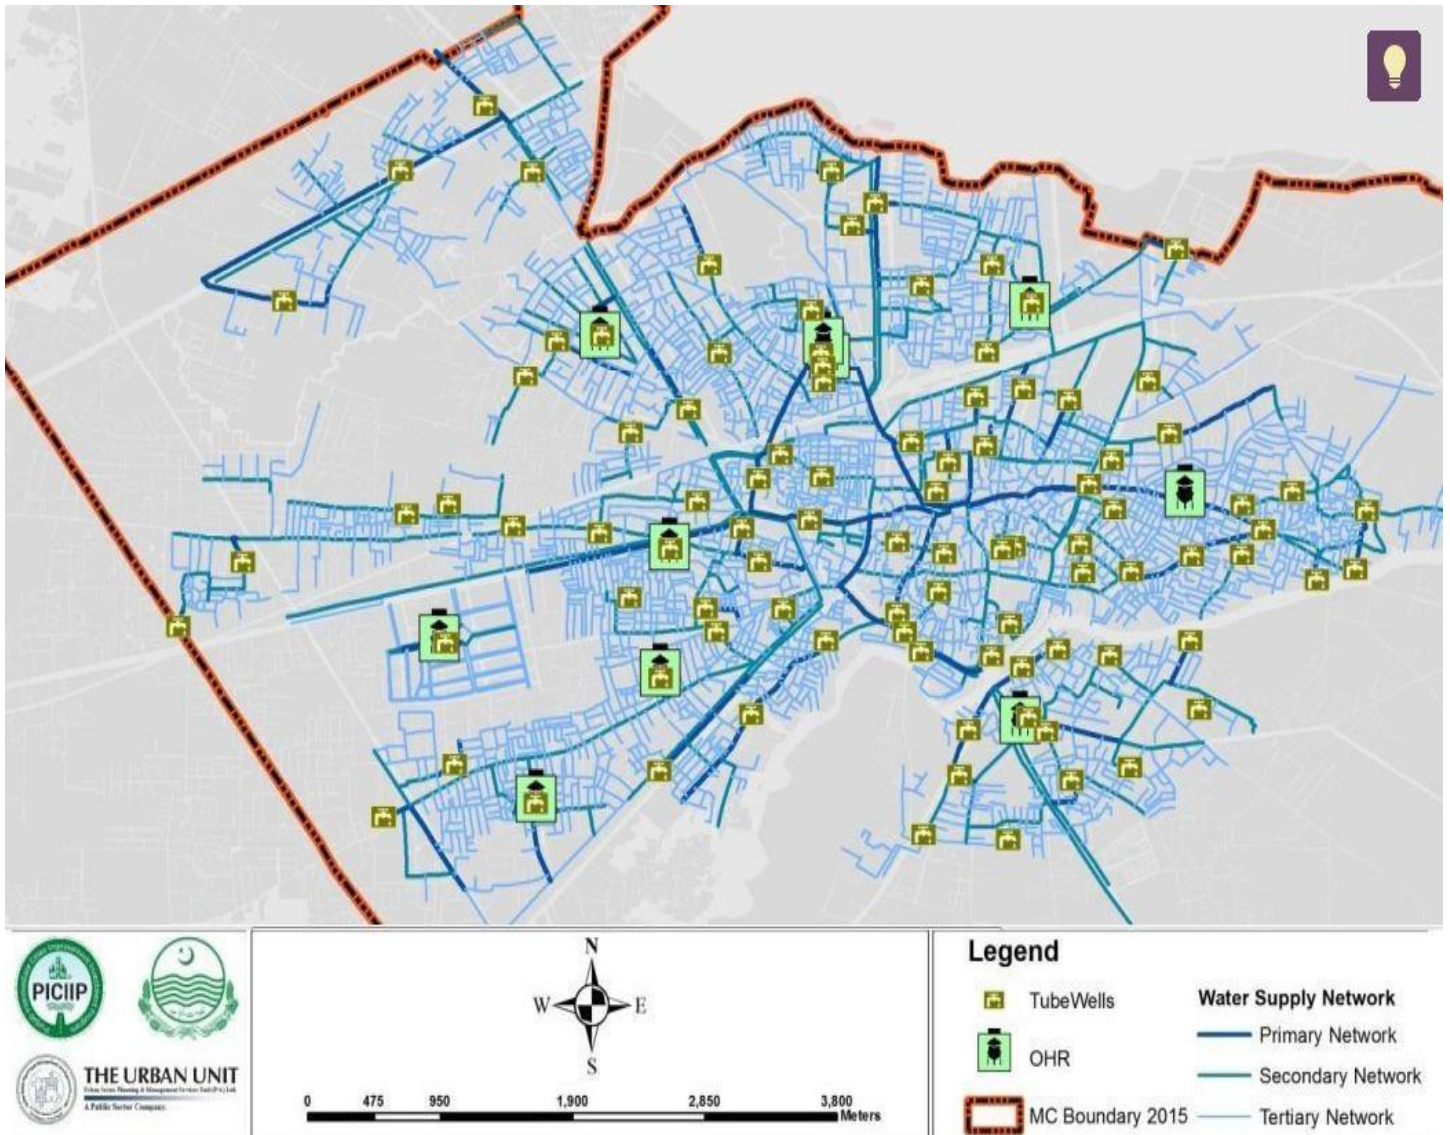 PICIIP
THE URBAN UNIT
A Public Sector Company
N
W
E
S
0 475 950 1,900 2,850 3,800
Meters
Legend
TubeWells
OHR
MC Boundary 2015
Water Supply Network
Primary Network
Secondary Network
Tertiary Network